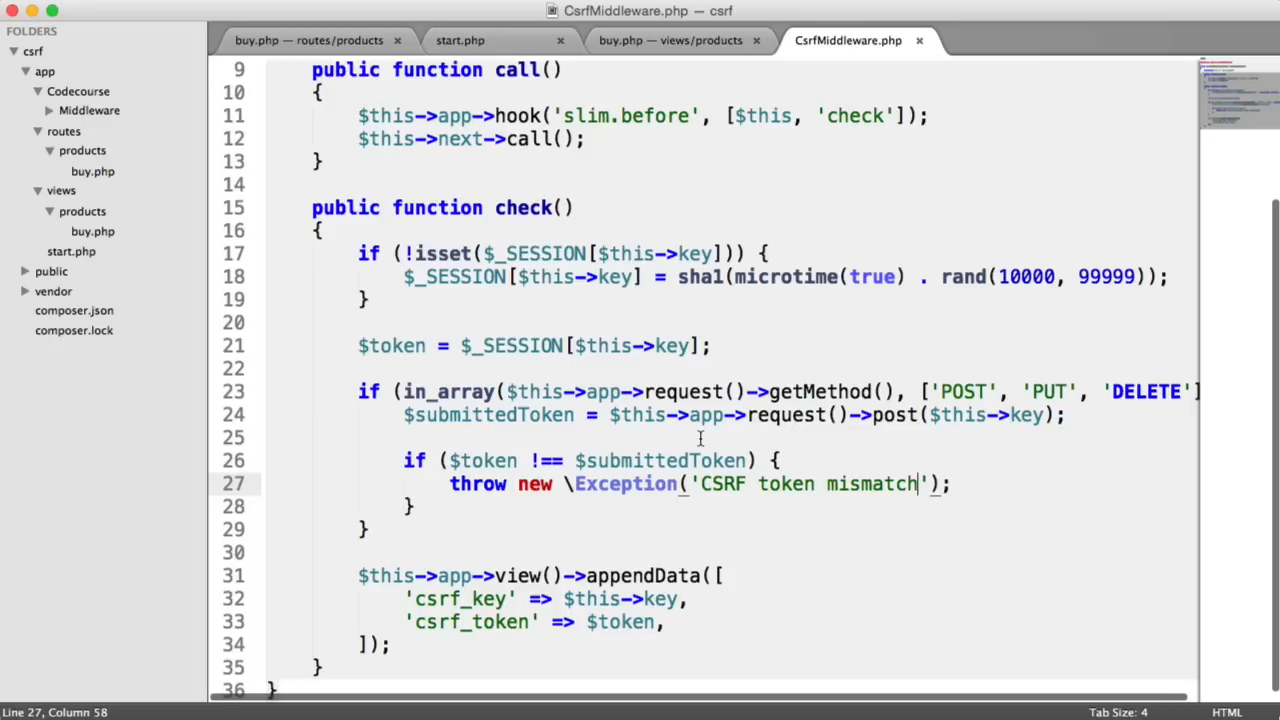 CsrfMiddleware.php — csrf
FOLDERS
csrf
app
Codecourse
Middleware
routes
products
buy.php
views
products
buy.php
start.php
public
vendor
composer.json
composer.lock
buy.php — routes/products ×
start.php ×
buy.php — views/products ×
CsrfMiddleware.php ×
9 public function call()
10 {
11 $this->app->hook('slim.before', [$this, 'check']);
12 $this->next->call();
13 }
14
15 public function check()
16 {
17 if (!isset($_SESSION[$this->key])) {
18 $_SESSION[$this->key] = sha1(microtime(true) . rand(10000, 99999));
19 }
20
21 $token = $_SESSION[$this->key];
22
23 if (in_array($this->app->request()->getMethod(), ['POST', 'PUT', 'DELETE']
24 $submittedToken = $this->app->request()->post($this->key);
25
26 if ($token !== $submittedToken) {
27 throw new \Exception('CSRF token mismatch');
28 }
29 }
30
31 $this->app->view()->appendData([
32 'csrf_key' => $this->key,
33 'csrf_token' => $token,
34 ]);
35 }
36 }
Line 27, Column 58
Tab Size: 4
HTML